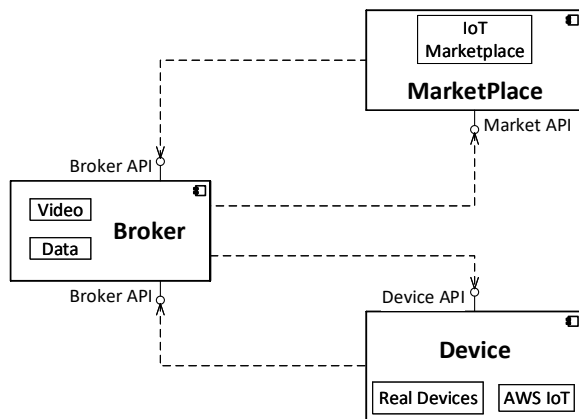 IoT
Marketplace
MarketPlace
Market API
Broker API
Video
Broker
Data
Broker API
Device API
Device
Real Devices
AWS IoT